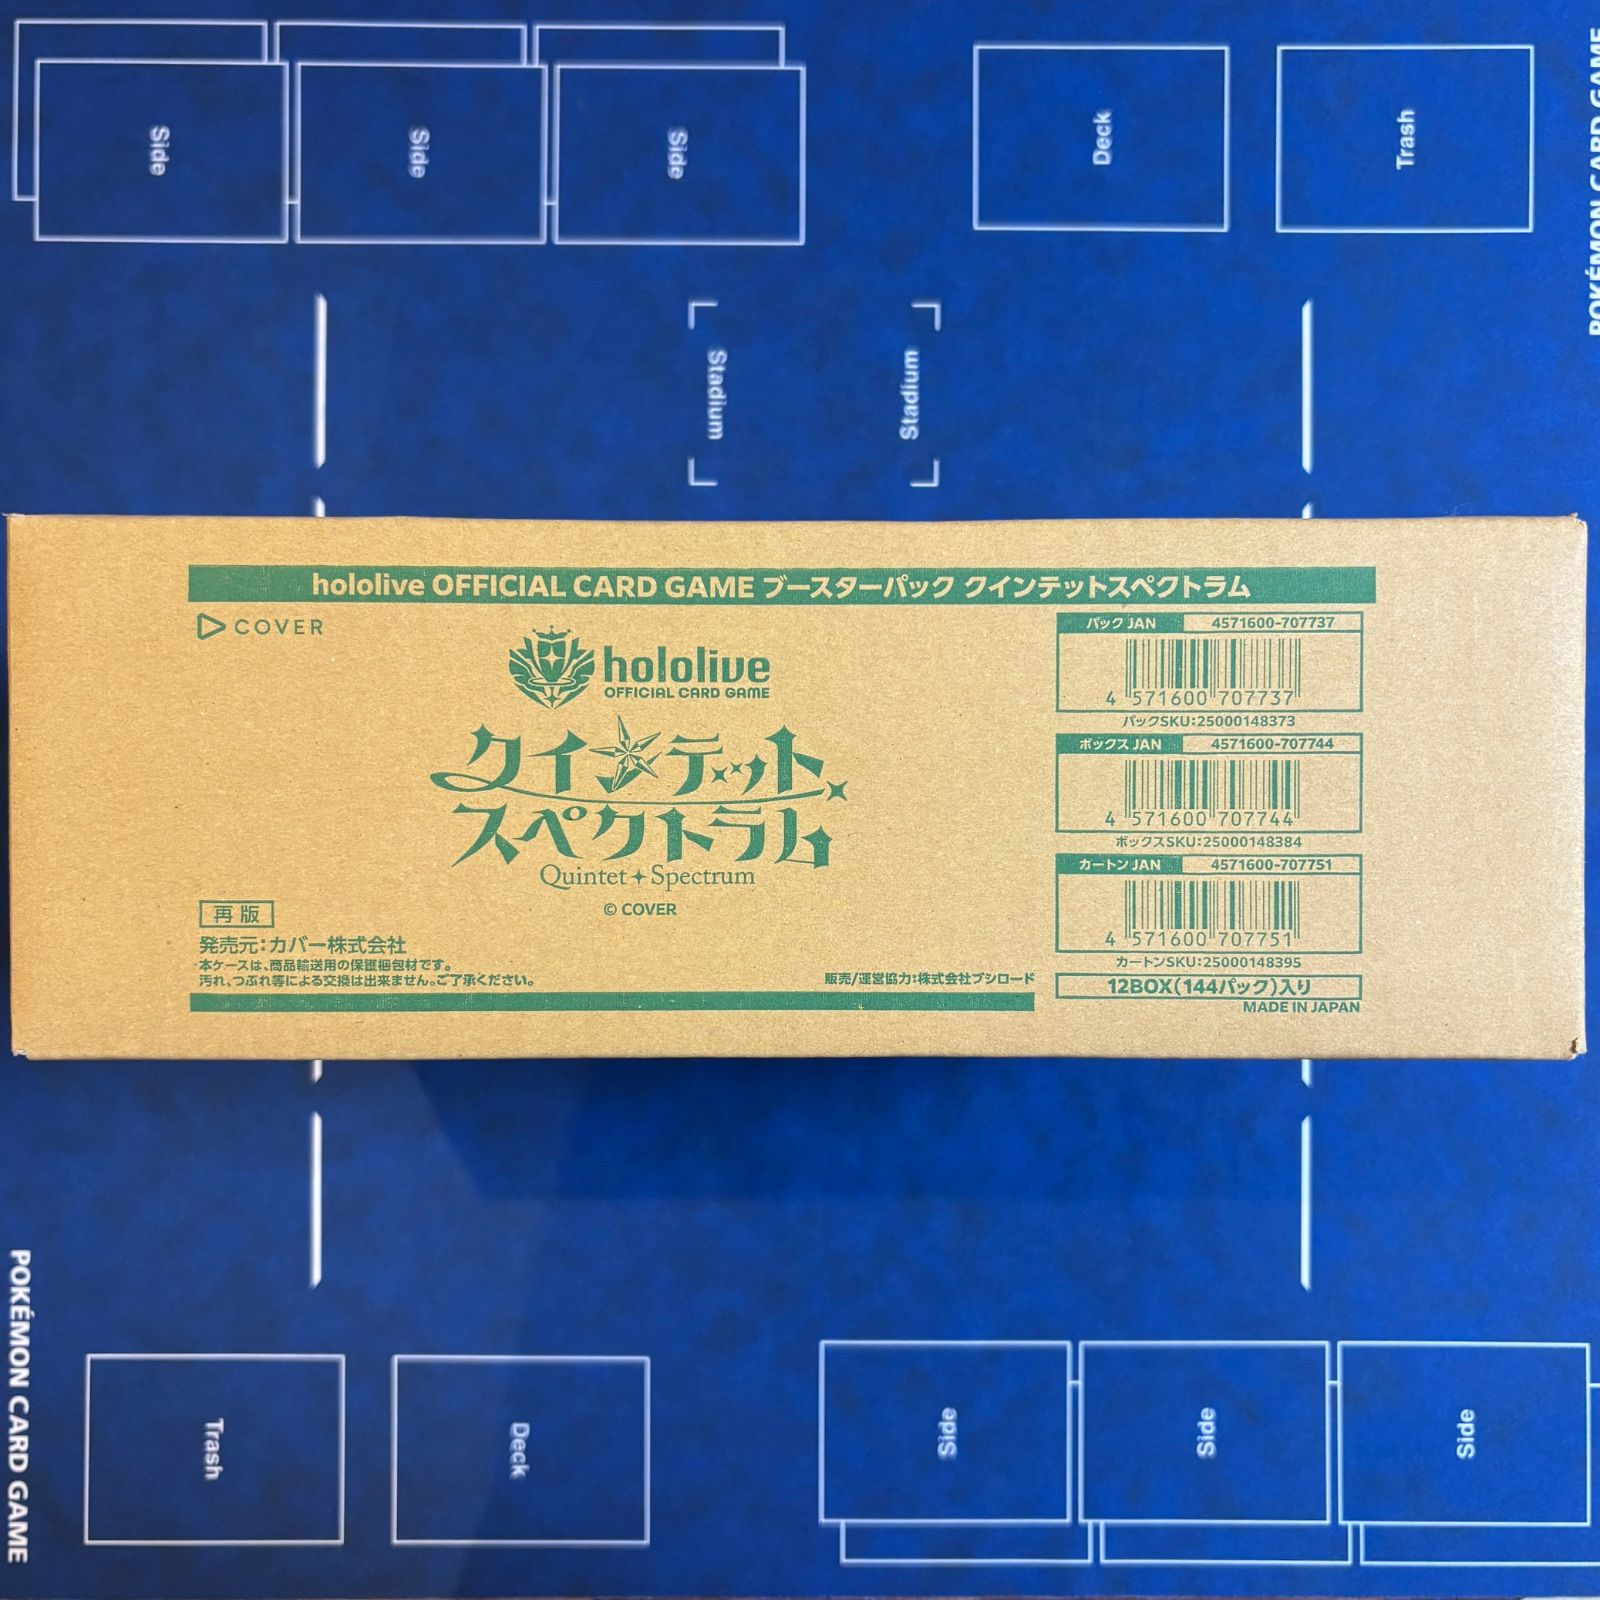 Side
Side
Side
Deck
Trash
POKÉMON CARD GAME
Stadium
Stadium
hololive OFFICIAL CARD GAME ブースターパック クインテットスペクトラム
COVER
hololive
OFFICIAL CARD GAME
クインテット
スペクトラム
Quintet Spectrum
© COVER
再版
発売元:カバー株式会社
本ケースは、商品輸送用の保護梱包材です。
汚れ、つぶれ等による交換は出来ません。ご了承ください。
販売/運営協力:株式会社ブシロード
パック JAN 4571600-707737
4 571600 707737
パックSKU:25000148373
ボックス JAN 4571600-707744
4 571600 707744
ボックスSKU:25000148384
カートン JAN 4571600-707751
4 571600 707751
カートンSKU:25000148395
12BOX(144パック)入り
MADE IN JAPAN
POKÉMON CARD GAME
Trash
Deck
Side
Side
Side